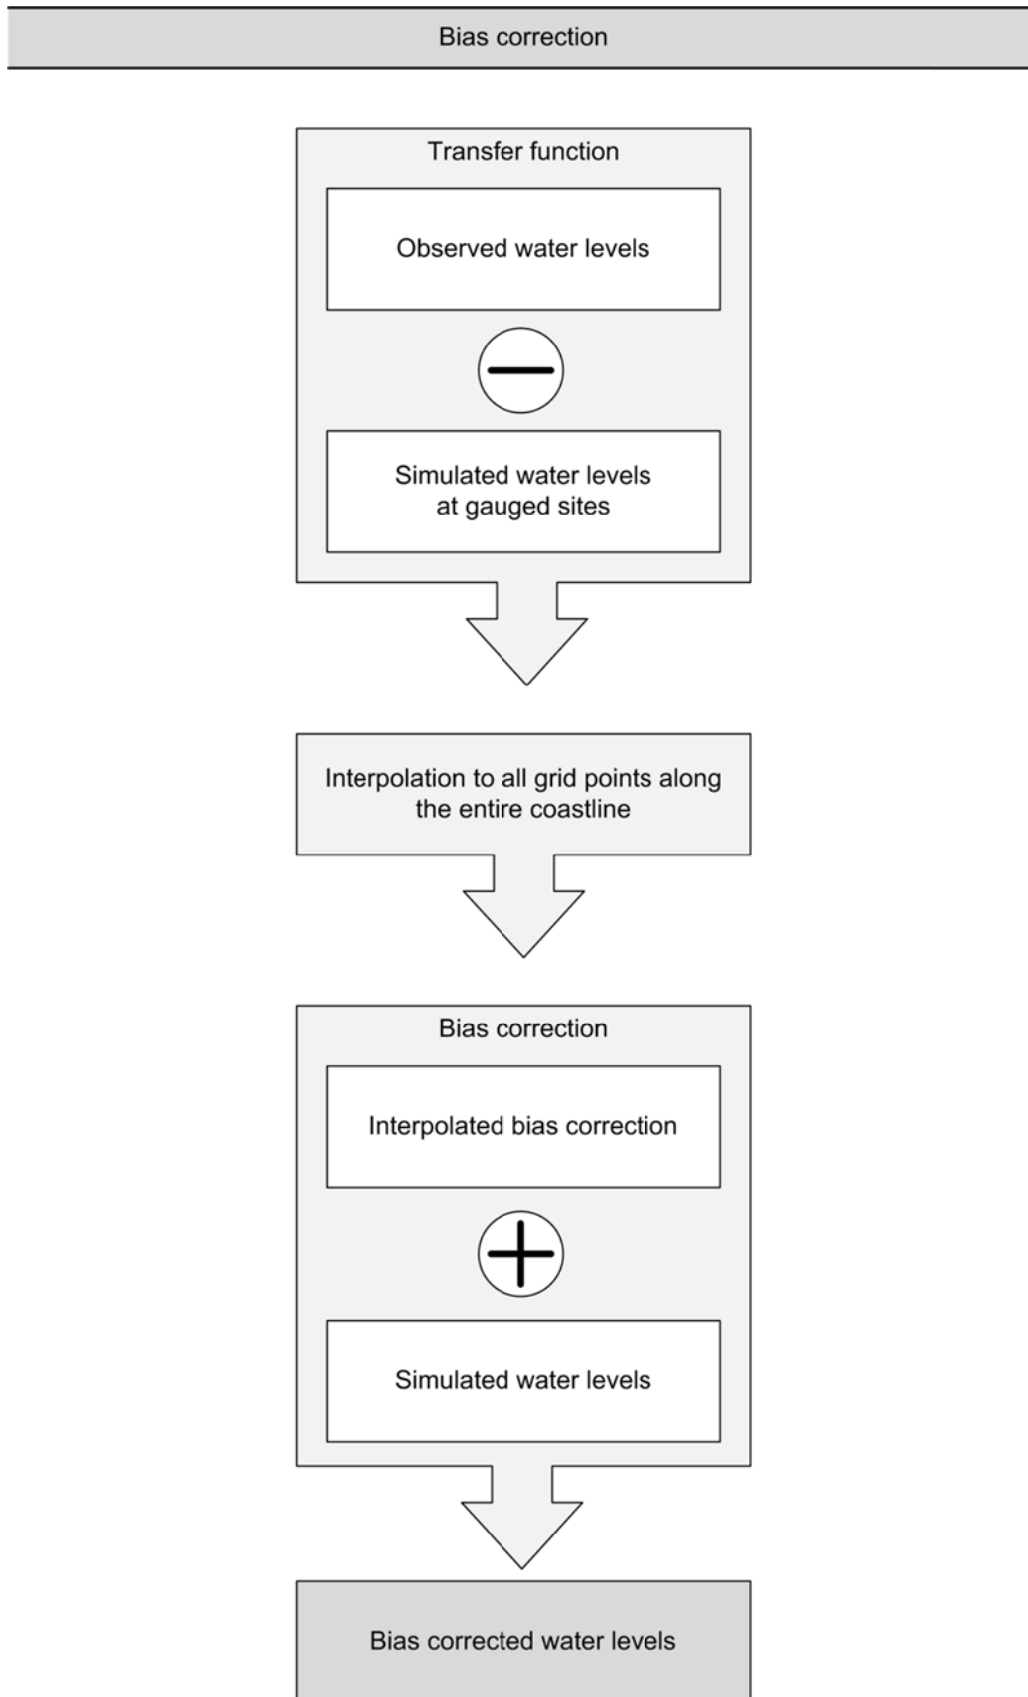 Bias correction
Transfer function
Observed water levels
Simulated water levels
at gauged sites
Interpolation to all grid points along
the entire coastline
Bias correction
Interpolated bias correction
Simulated water levels
Bias corrected water levels